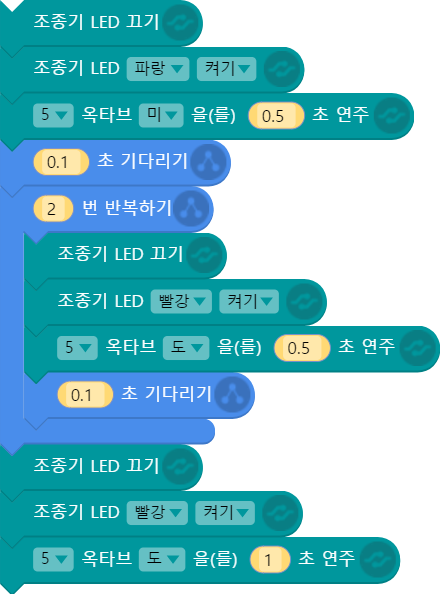 조종기 LED 끄기
조종기 LED 파랑 켜기
5 옥타브 미 을(를) 0.5 초 연주
0.1 초 기다리기
2 번 반복하기
조종기 LED 끄기
조종기 LED 빨강 켜기
5 옥타브 도 을(를) 0.5 초 연주
0.1 초 기다리기
조종기 LED 끄기
조종기 LED 빨강 켜기
5 옥타브 도 을(를) 1 초 연주